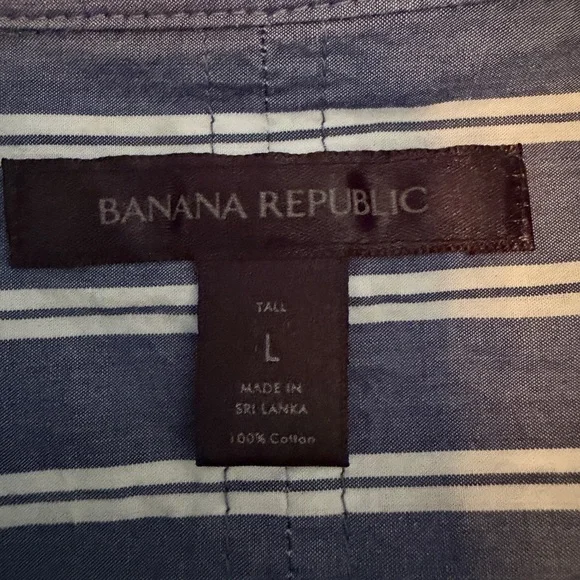 BANANA REPUBLIC
TALL
L
MADE IN
SRI LANKA
100% Cotton